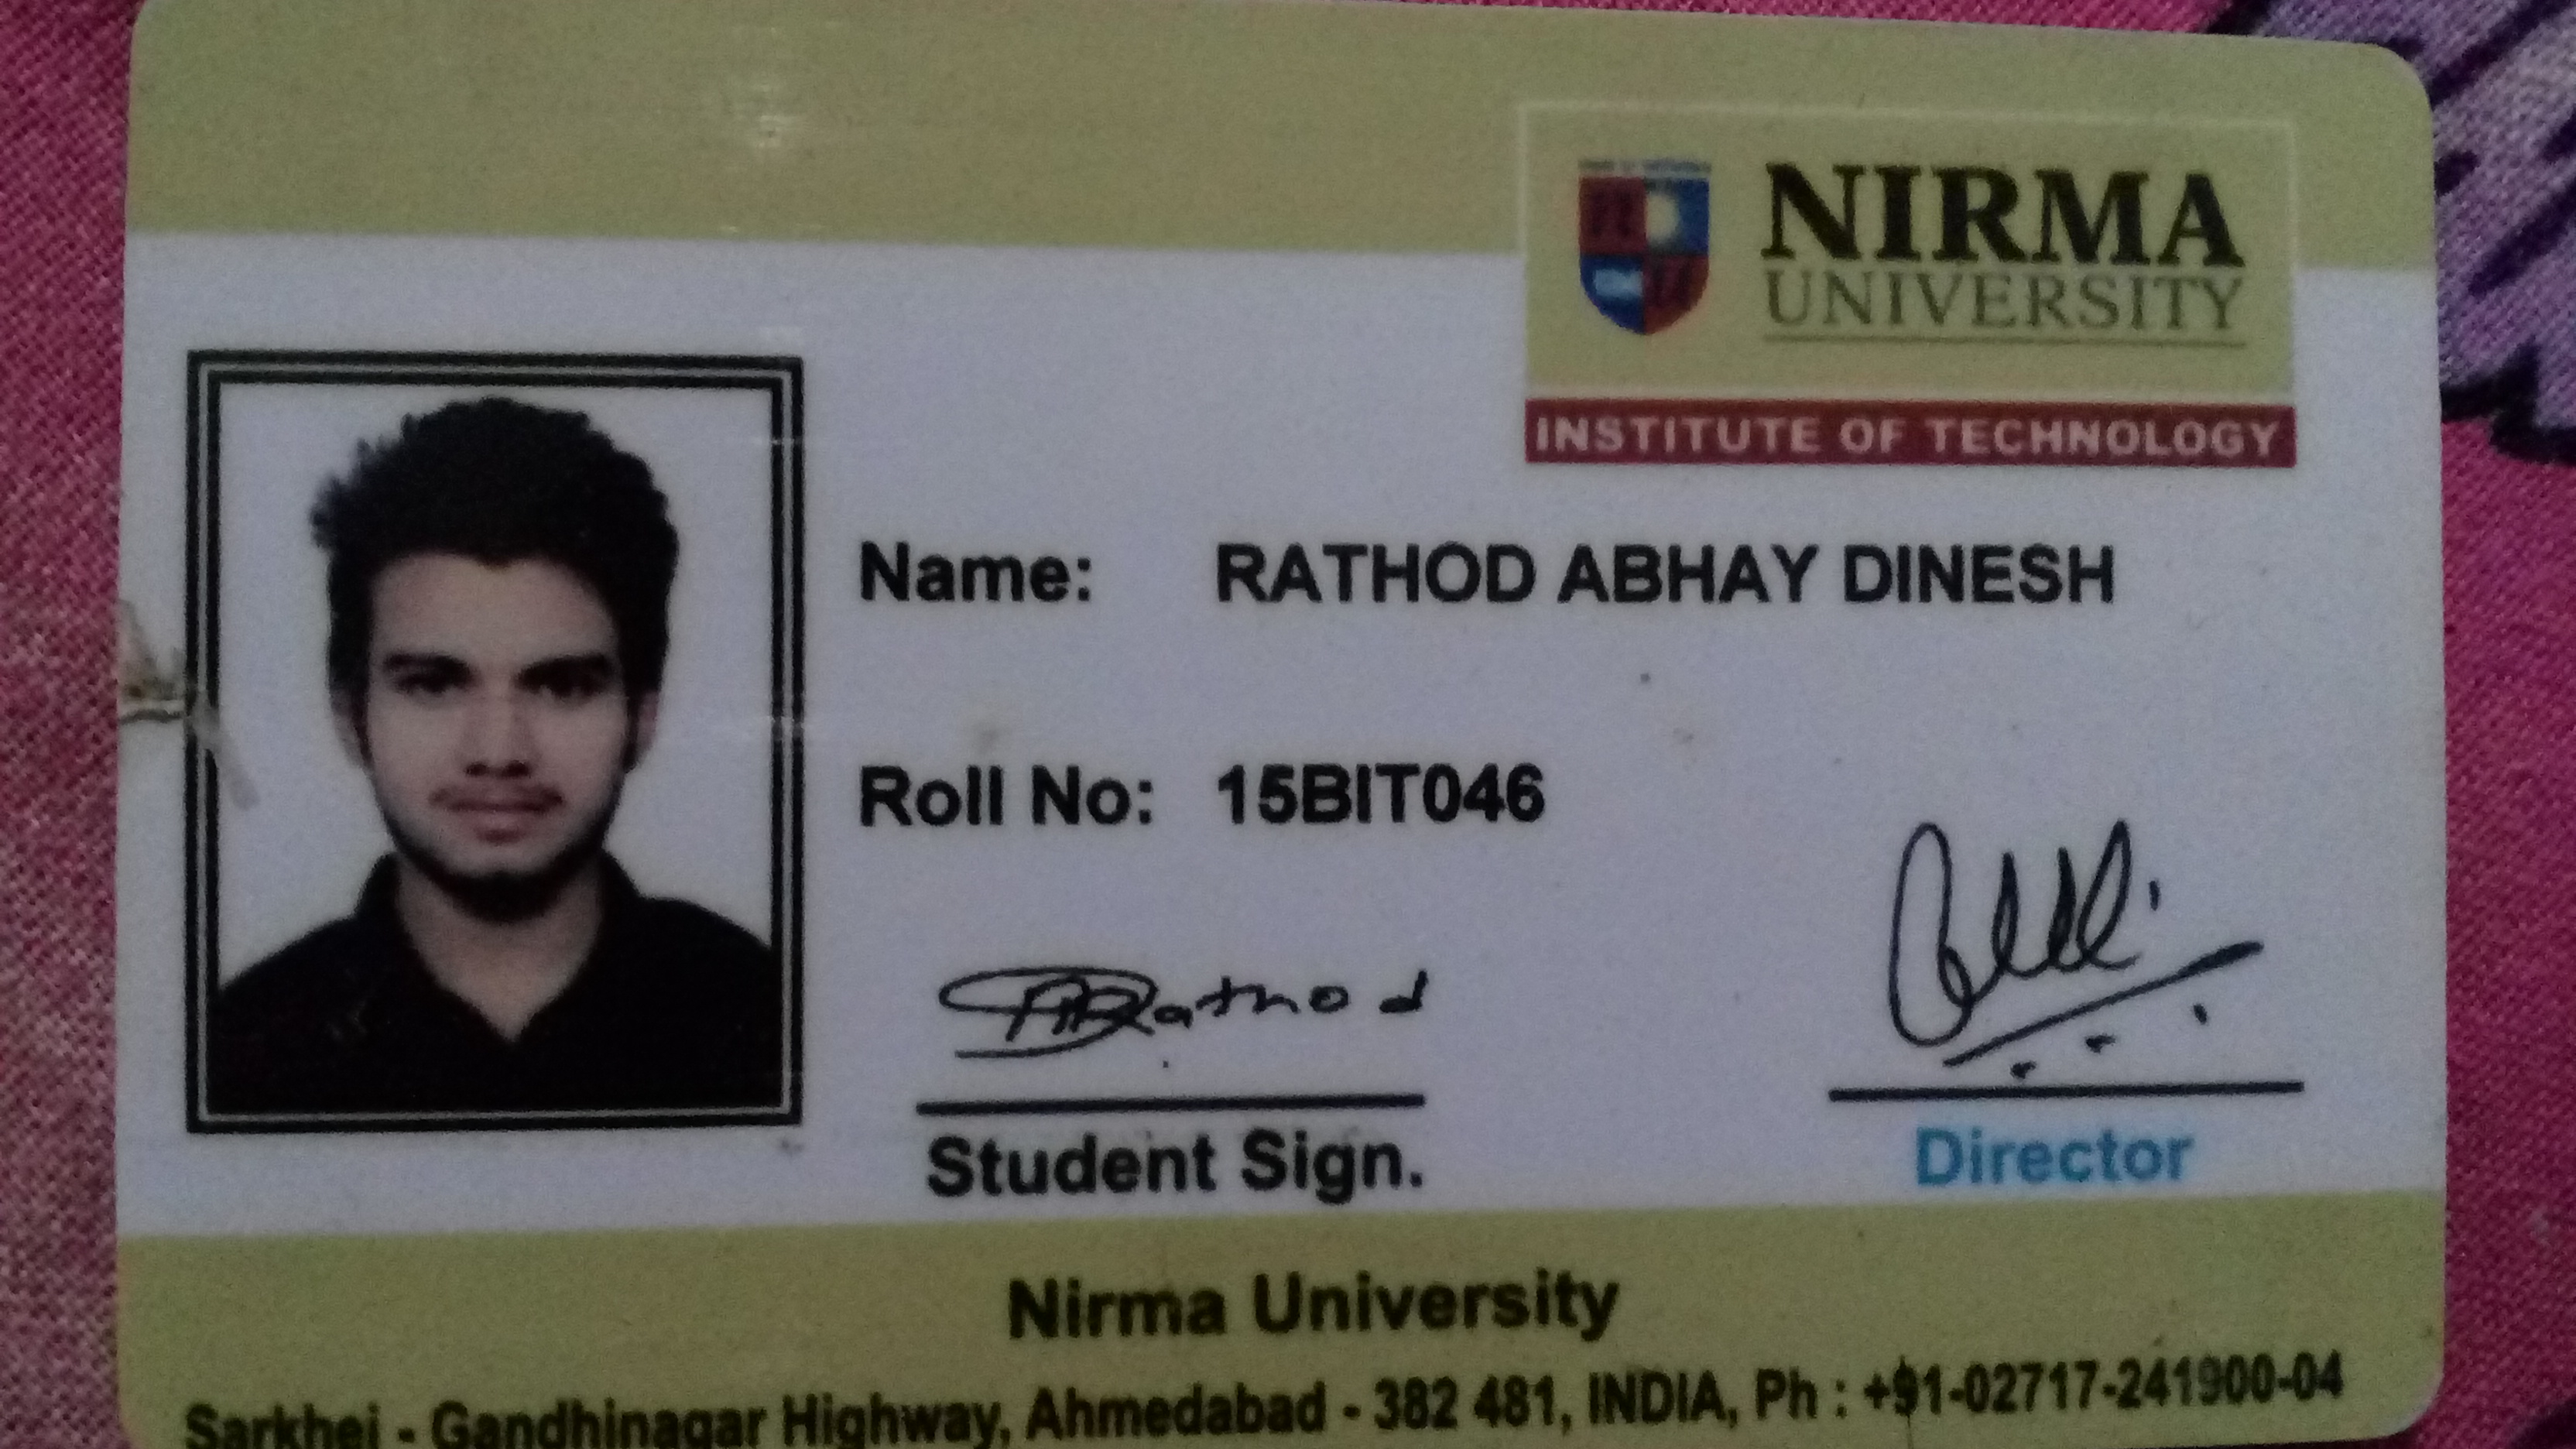 NIRMA
UNIVERSITY
INSTITUTE OF TECHNOLOGY
Name: RATHOD ABHAY DINESH
Roll No: 15BIT046
Rathod
Student Sign.
Director
Nirma University
Sarkhej - Gandhinagar Highway, Ahmedabad - 382 481, INDIA, Ph : +91-02717-241900-04